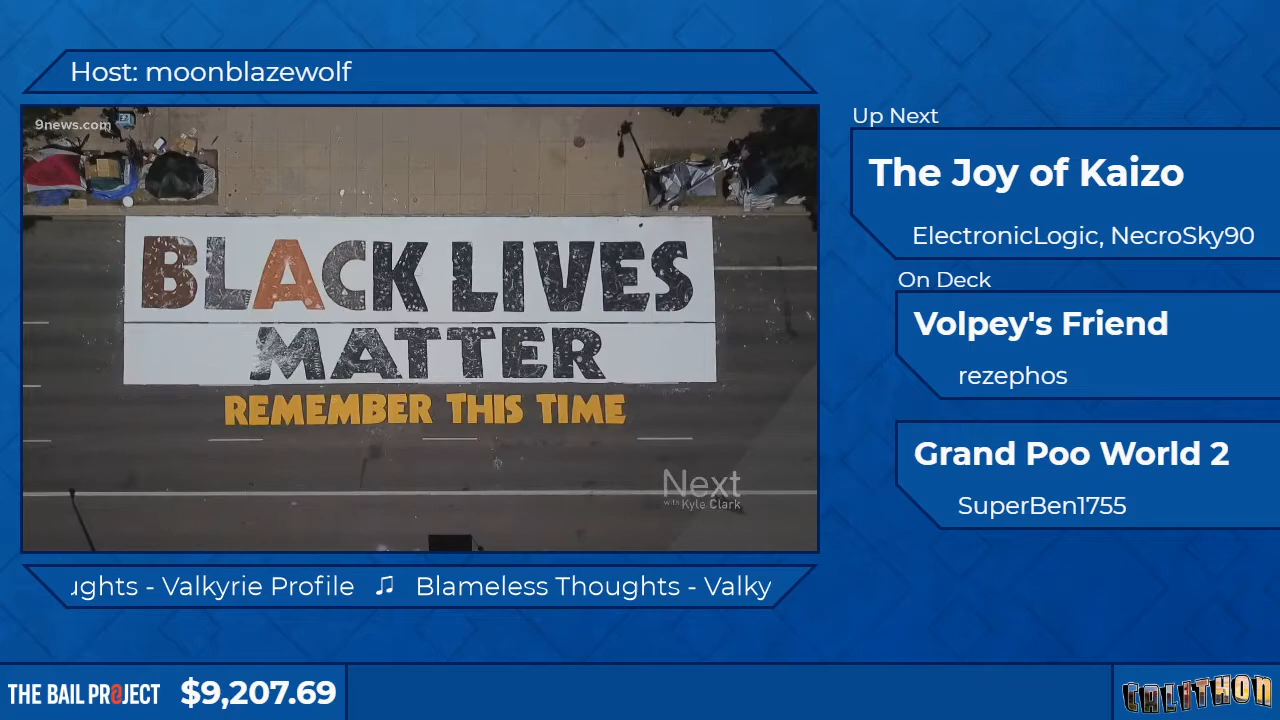 Host: moonblazewolf
9news.com
BLACK LIVES
MATTER
REMEMBER THIS TIME
Next
with Kyle Clark
ughts - Valkyrie Profile ♫ Blameless Thoughts - Valky
Up Next
The Joy of Kaizo
ElectronicLogic, NecroSky90
On Deck
Volpey's Friend
rezephos
Grand Poo World 2
SuperBen1755
THE BAIL PROJECT $9,207.69
CALITHON